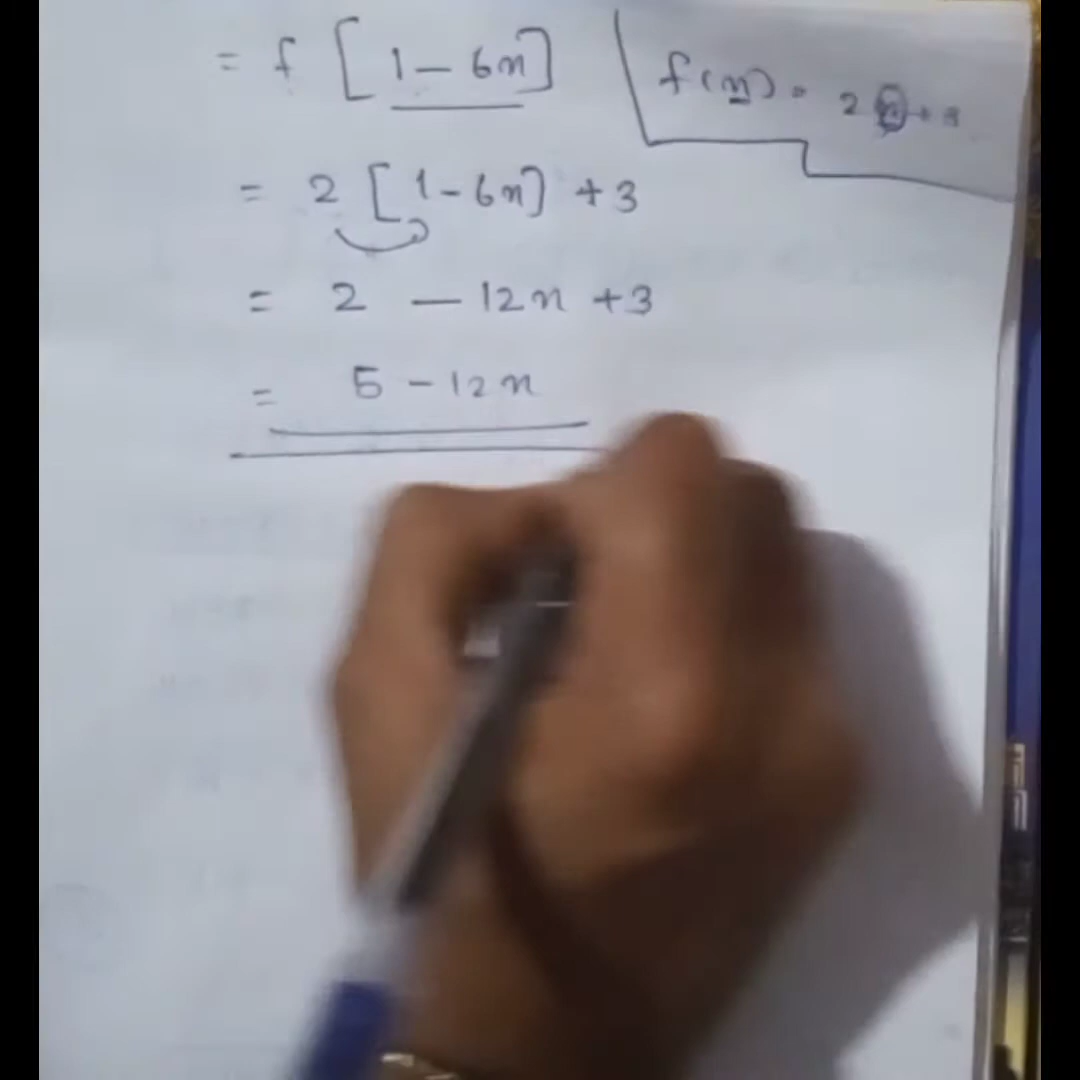 = f [ 1 - 6x ]
f(x) = 2x + 3
= 2 [ 1 - 6x ] + 3
= 2 - 12x + 3
= 5 - 12x